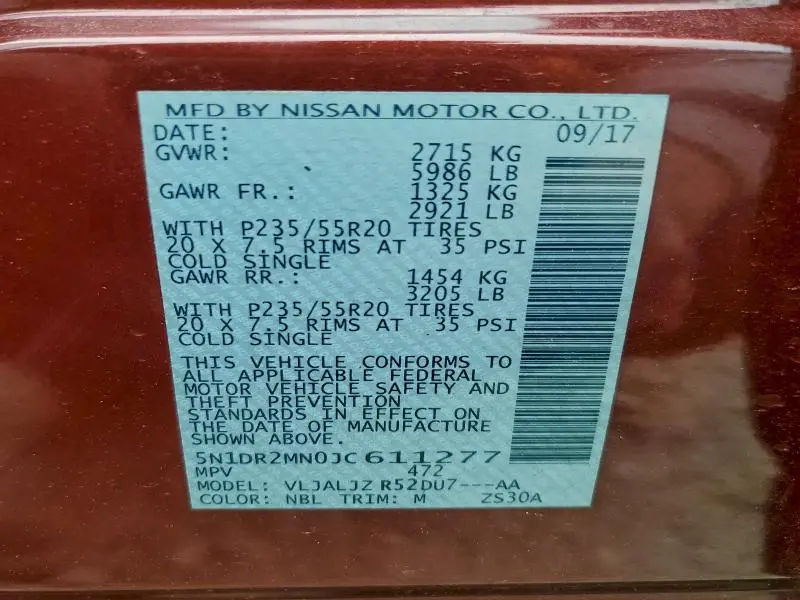 MFD BY NISSAN MOTOR CO., LTD.
DATE: 09/17
GVWR: 2715 KG
5986 LB
GAWR FR.: 1325 KG
2921 LB
WITH P235/55R20 TIRES
20 X 7.5 RIMS AT 35 PSI
COLD SINGLE
GAWR RR.: 1454 KG
3205 LB
WITH P235/55R20 TIRES
20 X 7.5 RIMS AT 35 PSI
COLD SINGLE
THIS VEHICLE CONFORMS TO
ALL APPLICABLE FEDERAL
MOTOR VEHICLE SAFETY AND
THEFT PREVENTION
STANDARDS IN EFFECT ON
THE DATE OF MANUFACTURE
SHOWN ABOVE.
5N1DR2MN0JC611277
MPV 472
MODEL: VLJALJZ R52DU7---AA
COLOR: NBL TRIM: M ZS30A